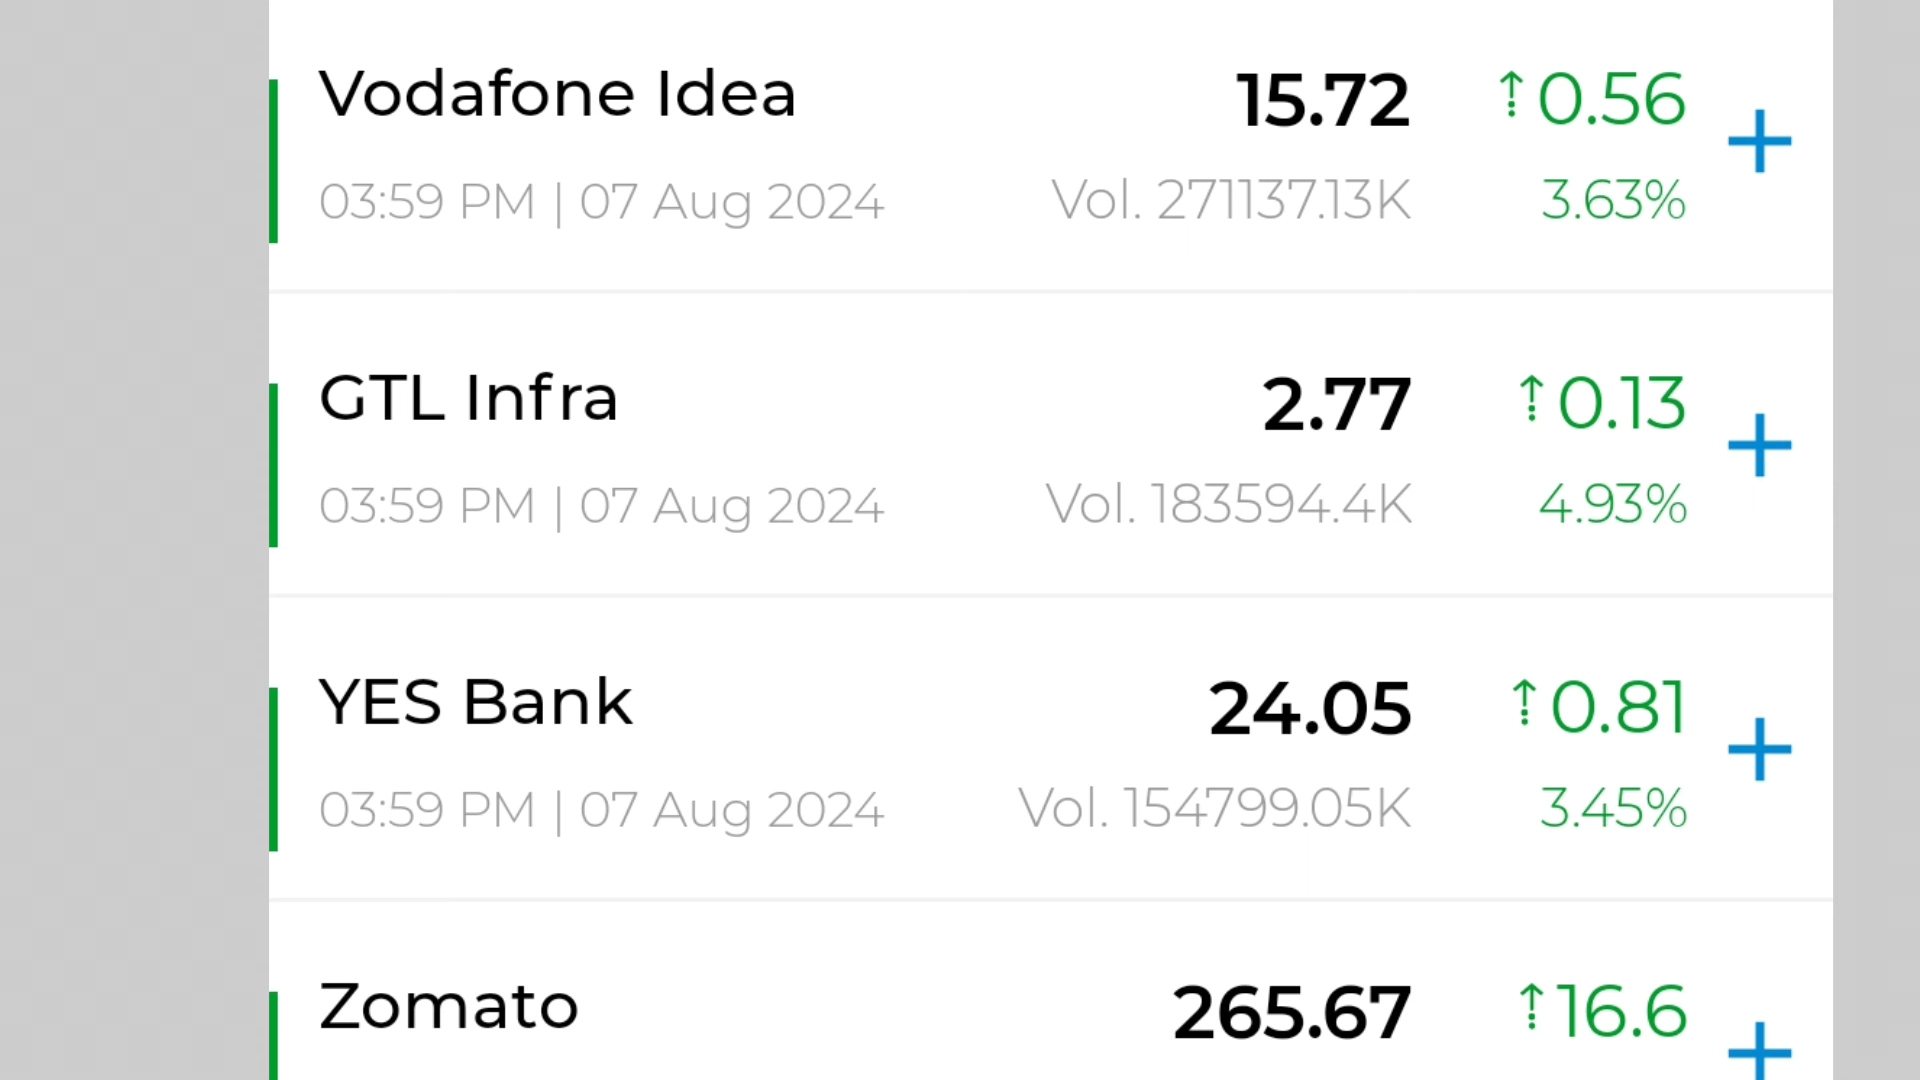 Vodafone Idea 15.72 ⇡0.56
03:59 PM | 07 Aug 2024 Vol. 271137.13K 3.63%
GTL Infra 2.77 ⇡0.13
03:59 PM | 07 Aug 2024 Vol. 183594.4K 4.93%
YES Bank 24.05 ⇡0.81
03:59 PM | 07 Aug 2024 Vol. 154799.05K 3.45%
Zomato 265.67 ⇡16.6